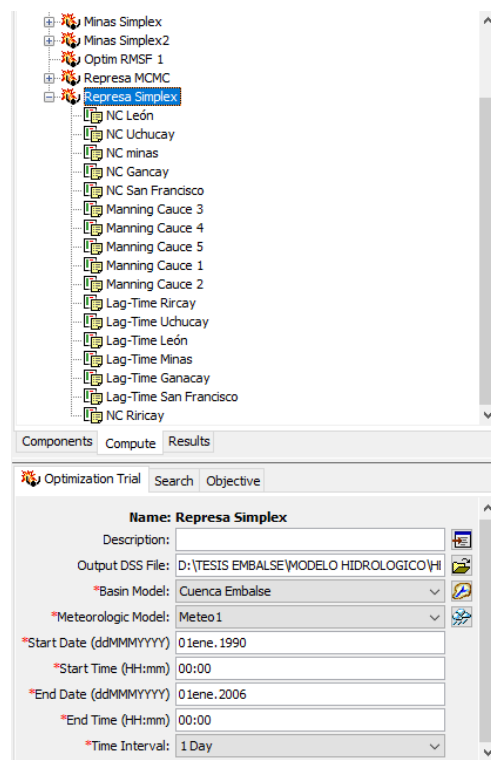 Minas Simplex
Minas Simplex2
Optim RMSF 1
Represa MCMC
Represa Simplex
NC León
NC Uchucay
NC minas
NC Gancay
NC San Francisco
Manning Cauce 3
Manning Cauce 4
Manning Cauce 5
Manning Cauce 1
Manning Cauce 2
Lag-Time Rircay
Lag-Time Uchucay
Lag-Time León
Lag-Time Minas
Lag-Time Ganacay
Lag-Time San Francisco
NC Riricay
Components Compute Results
Optimization Trial Search Objective
Name: Represa Simplex
Description:
Output DSS File: D:\TESIS EMBALSE\MODELO HIDROLOGICO\HI
*Basin Model: Cuenca Embalse
*Meteorologic Model: Meteo1
*Start Date (ddMMMYYYY) 01ene.1990
*Start Time (HH:mm) 00:00
*End Date (ddMMMYYYY) 01ene.2006
*End Time (HH:mm) 00:00
*Time Interval: 1 Day